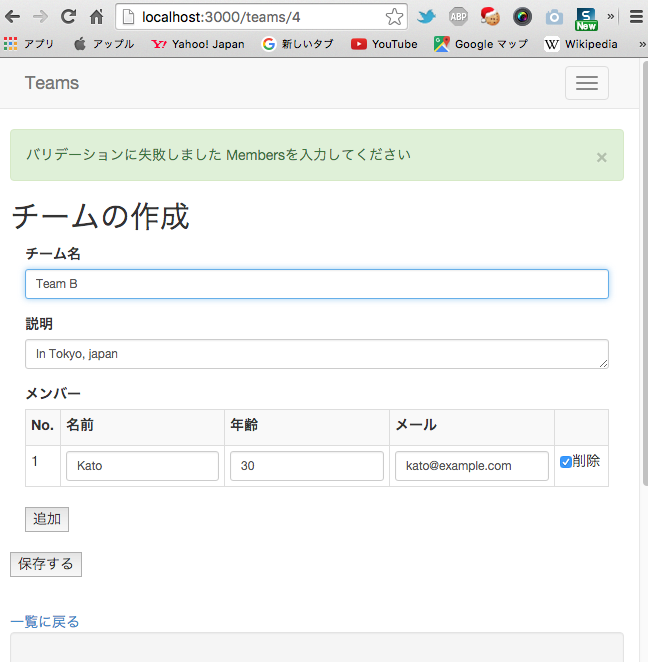 localhost:3000/teams/4
ABP
S
New
»
アプリ アップル Yahoo! Japan 新しいタブ YouTube Google マップ W Wikipedia »
Teams
バリデーションに失敗しました Membersを入力してください ×
チームの作成
チーム名
Team B
説明
In Tokyo, japan
メンバー
No. 名前 年齢 メール
1 Kato 30 kato@example.com 削除
追加
保存する
一覧に戻る